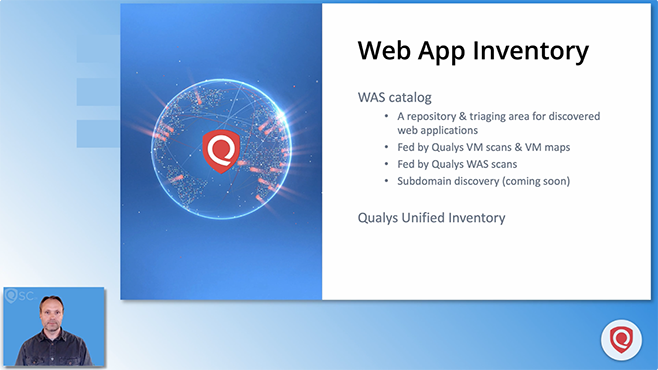 Web App Inventory
WAS catalog
• A repository & triaging area for discovered
web applications
• Fed by Qualys VM scans & VM maps
• Fed by Qualys WAS scans
• Subdomain discovery (coming soon)
Qualys Unified Inventory
QSC